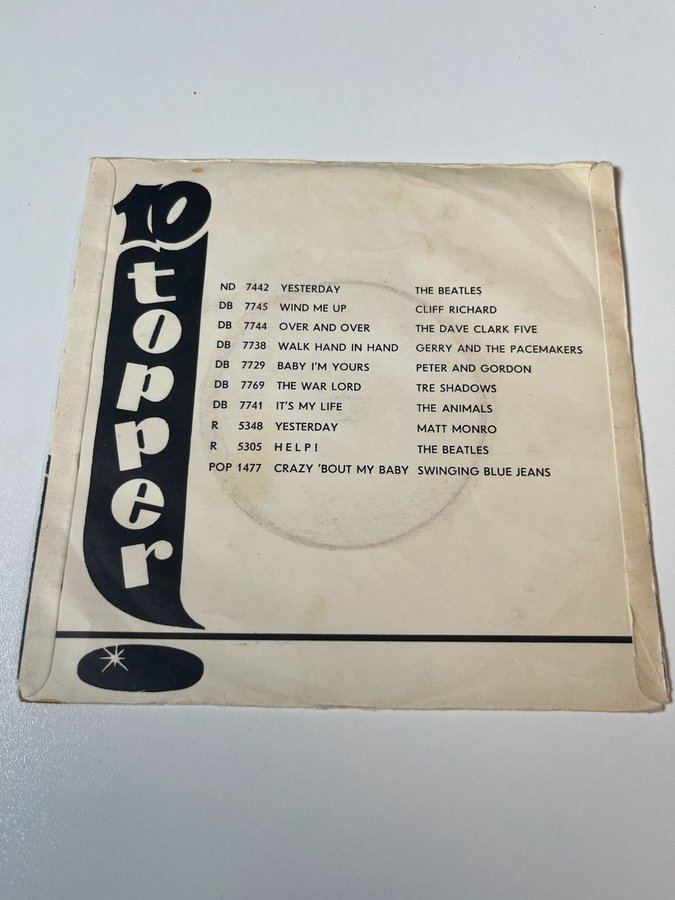 10 topper
ND 7442 YESTERDAY THE BEATLES
DB 7745 WIND ME UP CLIFF RICHARD
DB 7744 OVER AND OVER THE DAVE CLARK FIVE
DB 7738 WALK HAND IN HAND GERRY AND THE PACEMAKERS
DB 7729 BABY I'M YOURS PETER AND GORDON
DB 7769 THE WAR LORD TRE SHADOWS
DB 7741 IT'S MY LIFE THE ANIMALS
R 5348 YESTERDAY MATT MONRO
R 5305 HELP! THE BEATLES
POP 1477 CRAZY 'BOUT MY BABY SWINGING BLUE JEANS